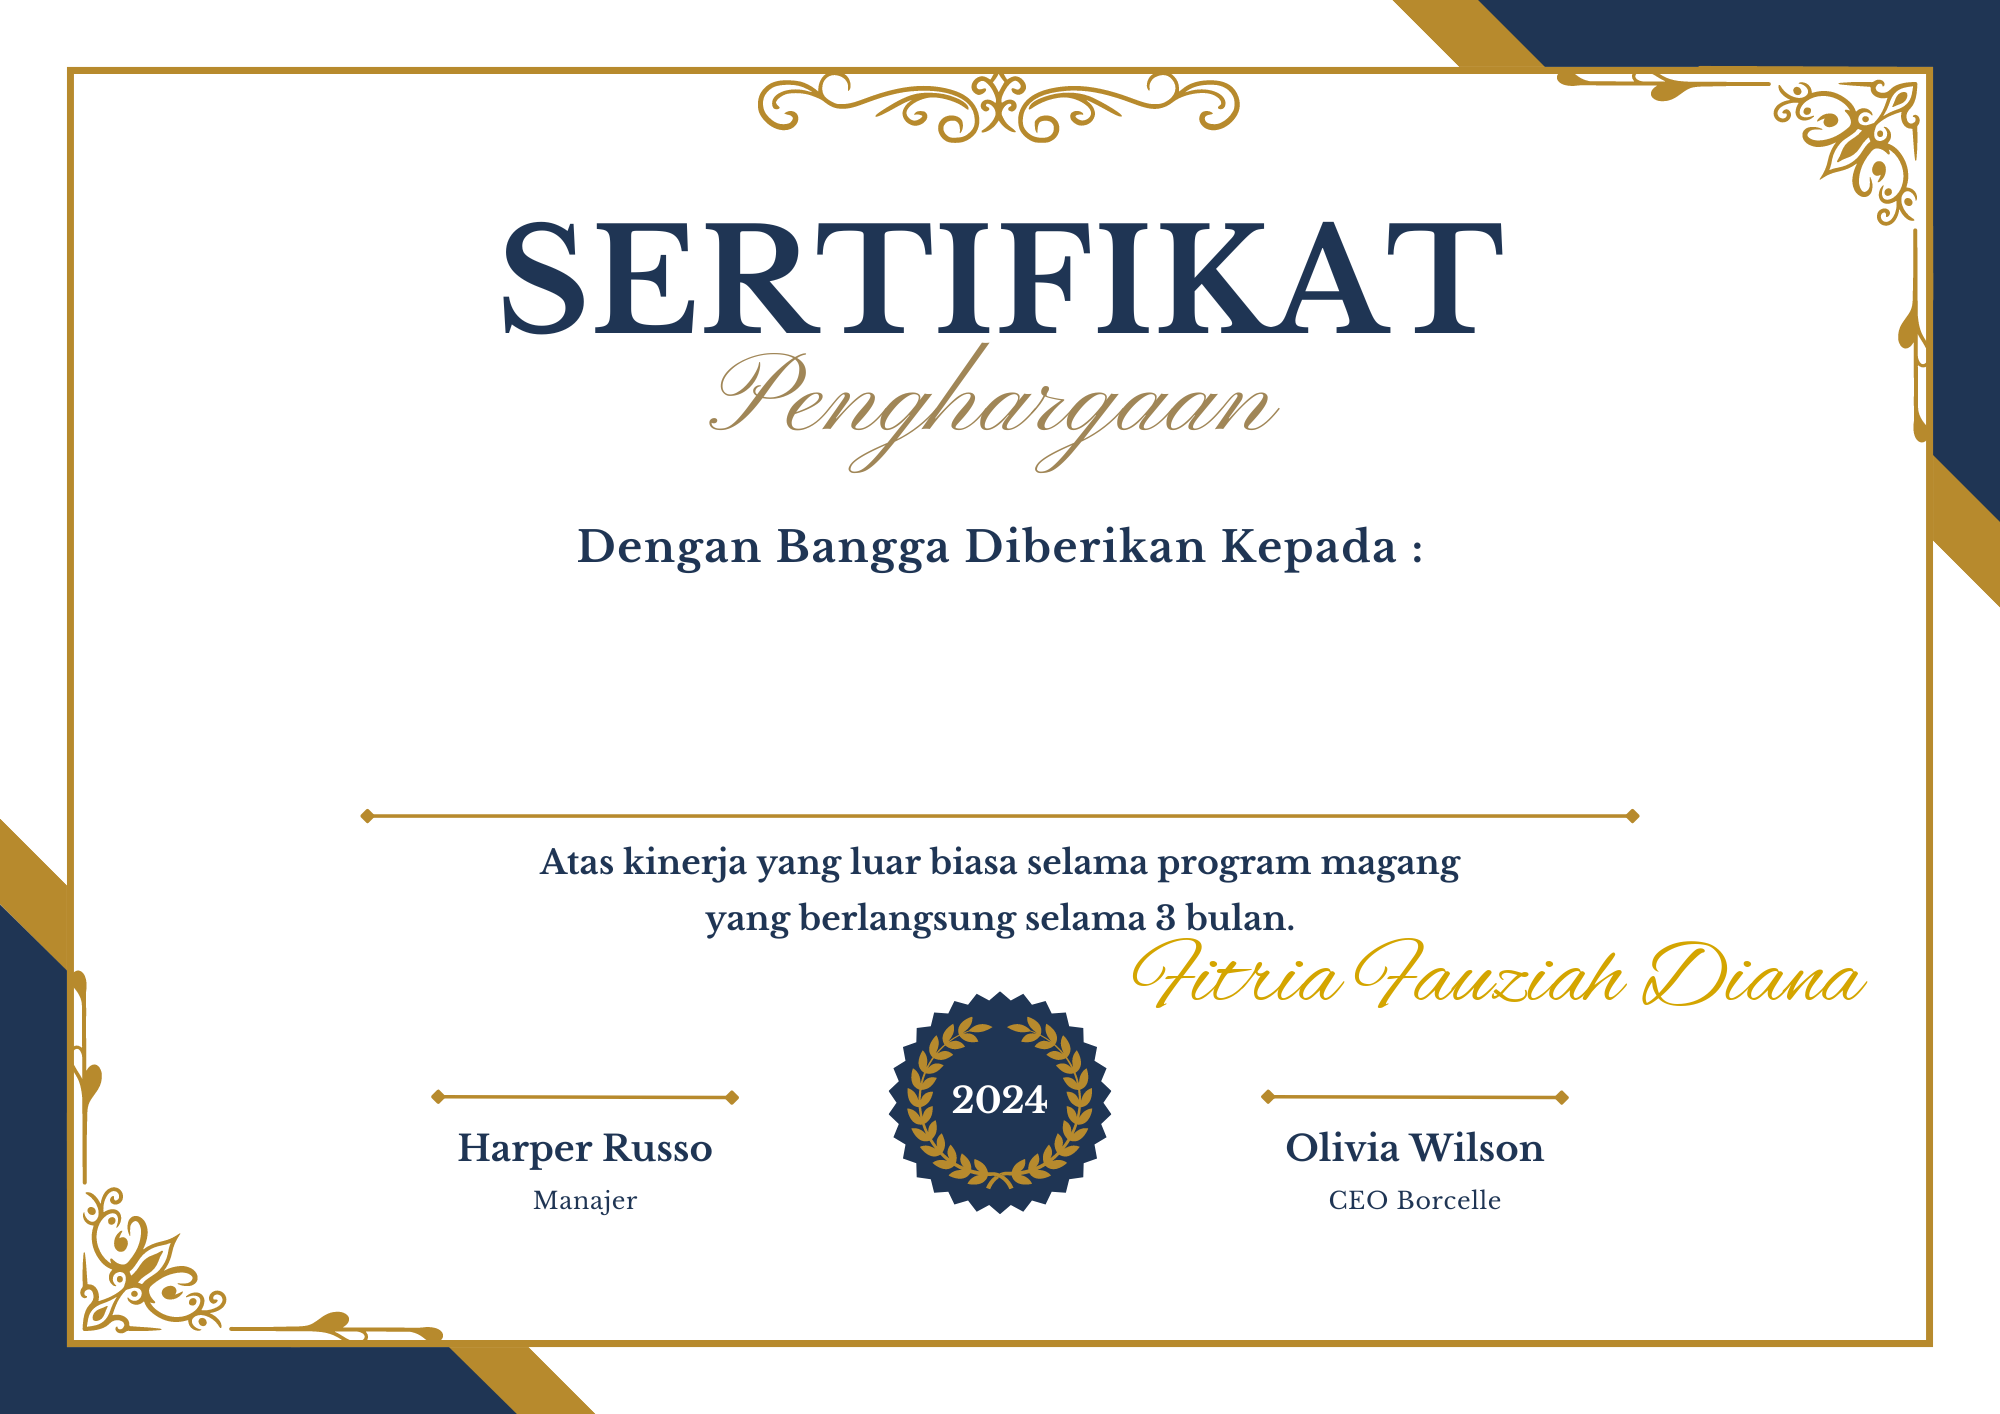 SERTIFIKAT
Penghargaan
Dengan Bangga Diberikan Kepada :
Atas kinerja yang luar biasa selama program magang
yang berlangsung selama 3 bulan.
Fitria Fauziah Diana
2024
Harper Russo
Manajer
Olivia Wilson
CEO Borcelle